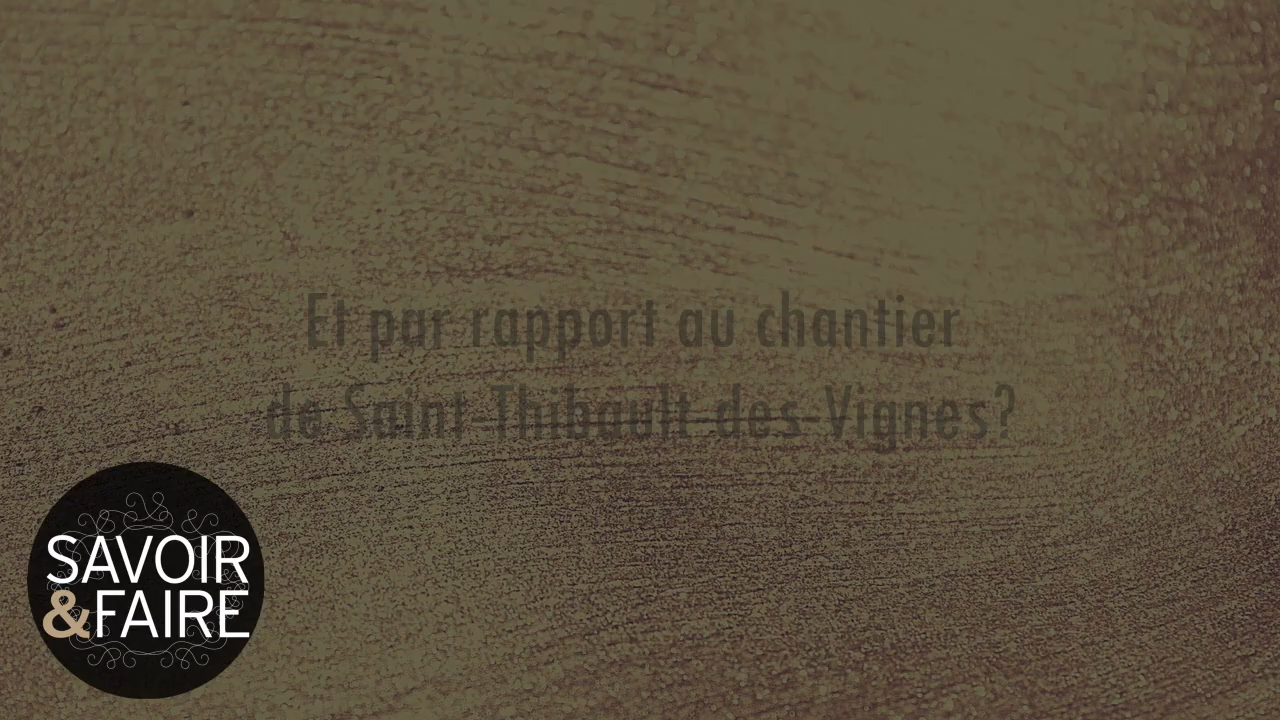 Et par rapport au chantier
de Saint-Thibault-des-Vignes?
SAVOIR
&FAIRE